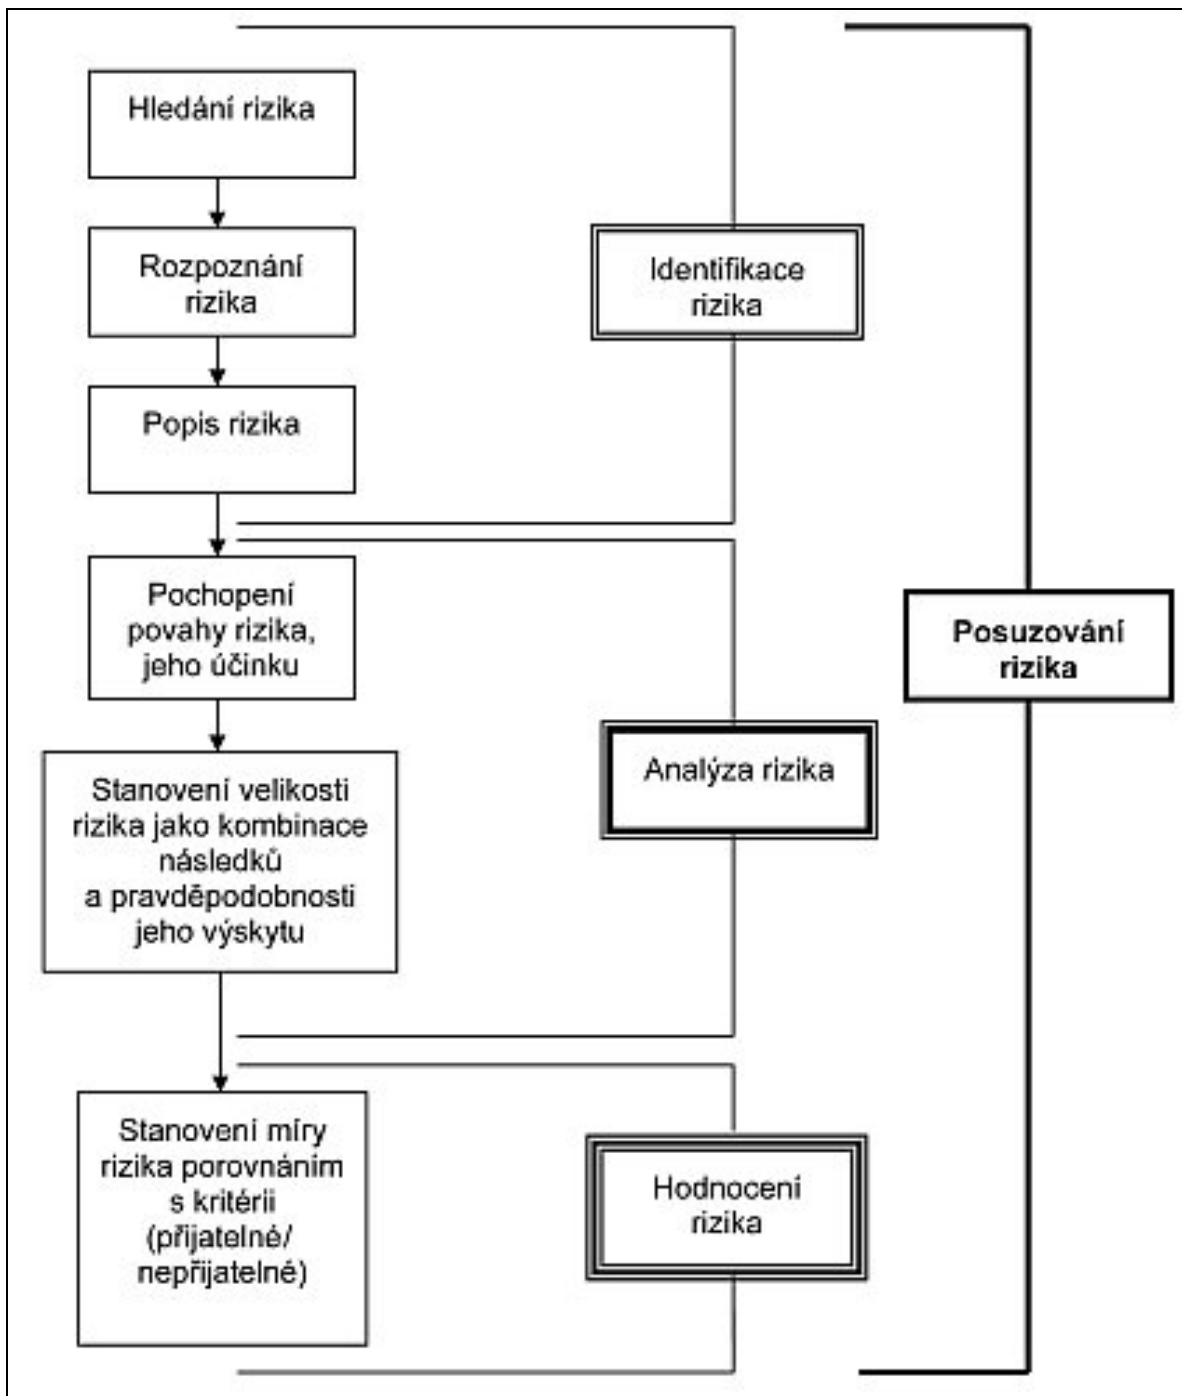 Hledání rizika
Rozpoznání
rizika
Popis rizika
Pochopení
povahy rizika,
jeho účinku
Stanovení velikosti
rizika jako kombinace
následků
a pravděpodobnosti
jeho výskytu
Stanovení míry
rizika porovnáním
s kritérii
(přijatelné/
nepřijatelné)
Identifikace
rizika
Analýza rizika
Hodnocení
rizika
Posuzování
rizika